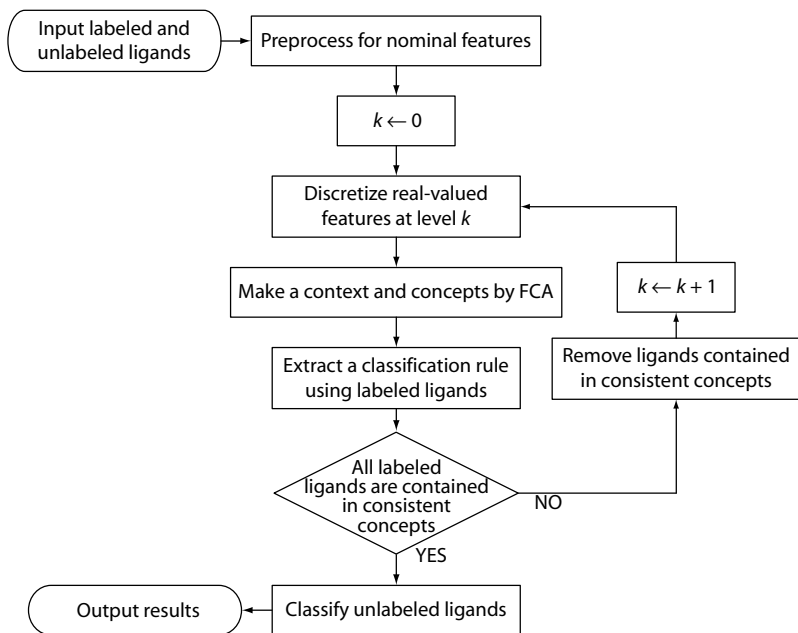 Input labeled and
unlabeled ligands
Preprocess for nominal features
k ← 0
Discretize real-valued
features at level k
Make a context and concepts by FCA
k ← k + 1
Extract a classification rule
using labeled ligands
Remove ligands contained
in consistent concepts
All labeled
ligands are contained
in consistent
concepts
NO
YES
Output results
Classify unlabeled ligands